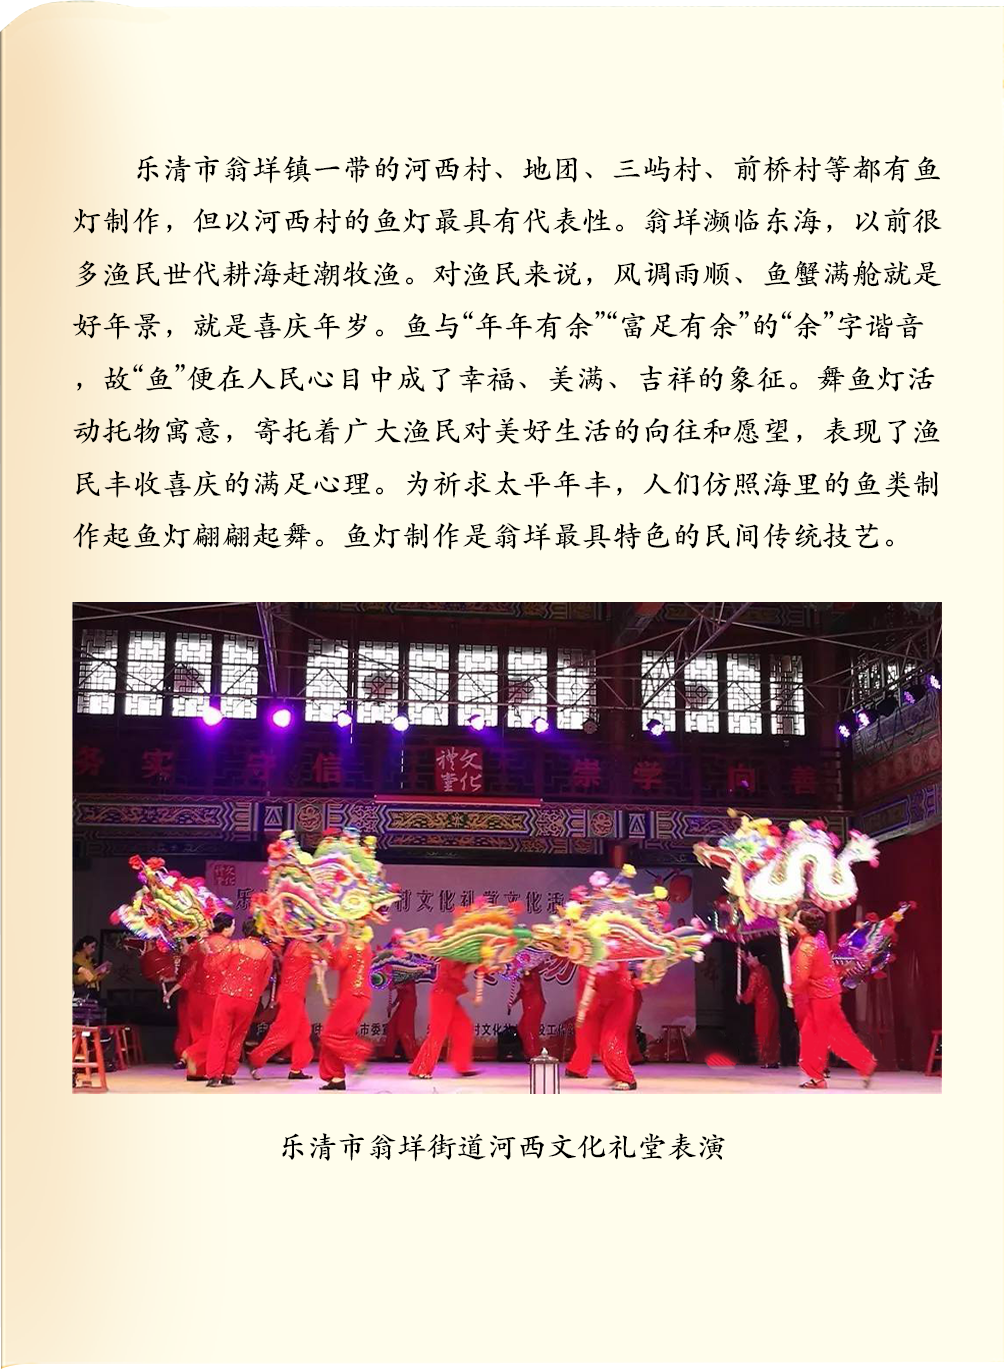 乐清市翁垟镇一带的河西村、地团、三屿村、前桥村等都有鱼
灯制作，但以河西村的鱼灯最具有代表性。翁垟濒临东海，以前很
多渔民世代耕海赶潮牧渔。对渔民来说，风调雨顺、鱼蟹满舱就是
好年景，就是喜庆年岁。鱼与“年年有余”“富足有余”的“余”字谐音
，故“鱼”便在人民心目中成了幸福、美满、吉祥的象征。舞鱼灯活
动托物寓意，寄托着广大渔民对美好生活的向往和愿望，表现了渔
民丰收喜庆的满足心理。为祈求太平年丰，人们仿照海里的鱼类制
作起鱼灯翩翩起舞。鱼灯制作是翁垟最具特色的民间传统技艺。
务实守信
文化
禮堂
崇学向善
乐
村文化礼堂文化活
动
市委
村文化
设工作
乐清市翁垟街道河西文化礼堂表演